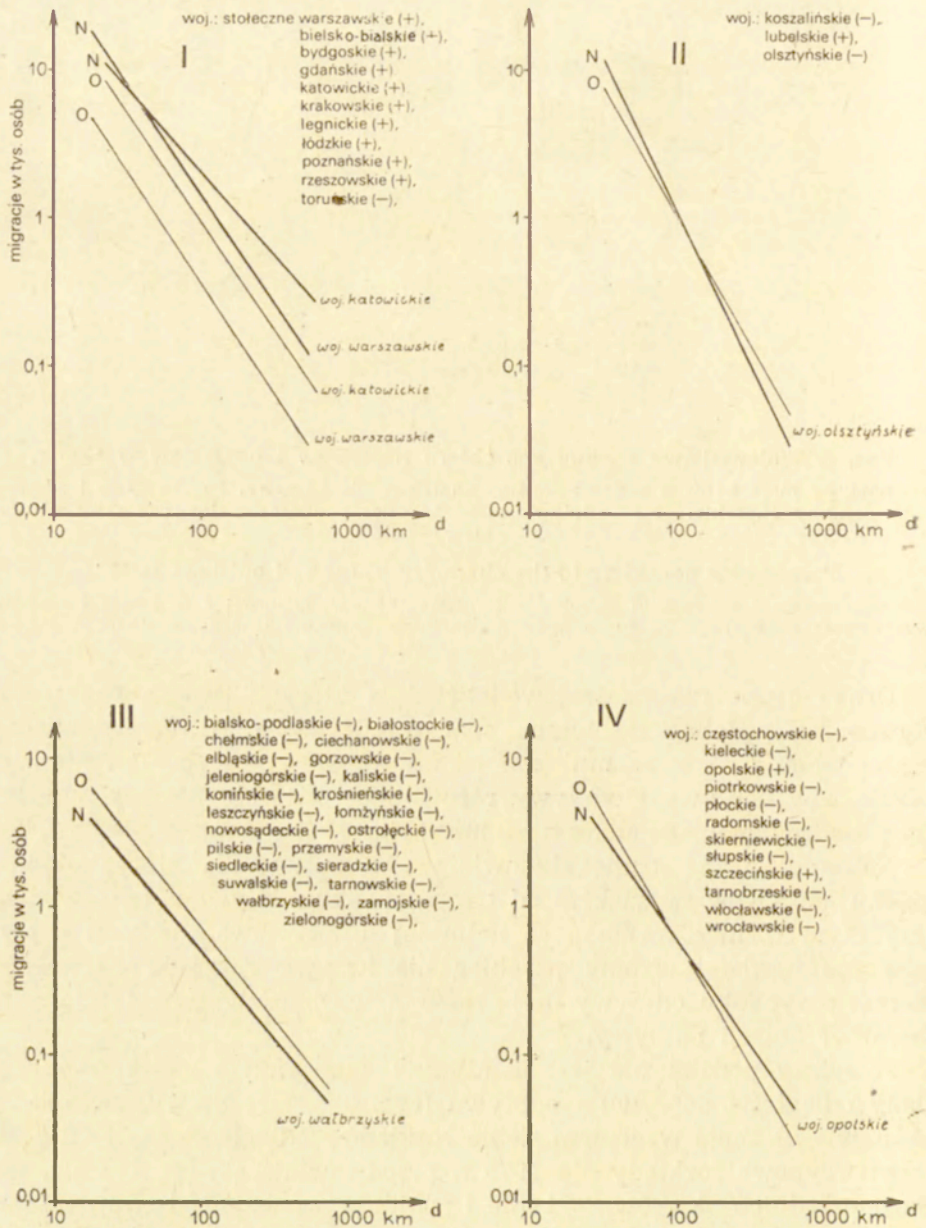 I
woj.: stołeczne warszawskie (+),
bielsko-bialskie (+),
bydgoskie (+)
gdańskie (+)
katowickie (+)
krakowskie (+)
legnickie (+),
łódzkie (+)
poznańskie (+)
rzeszowskie (+)
toruńskie (−),
migracje w tys. osób
10
1
0,1
0,01
N
N
O
O
woj. katowickie
woj. warszawskie
woj. katowickie
woj. warszawskie
10 100 1000 km d
II
woj.: koszalińskie (−),
lubelskie (+),
olsztyńskie (−)
10
1
0,1
0.01
N
O
woj. olsztyńskie
10 100 1000 km d
III
woj.: bialsko-podlaskie (−), białostockie (−),
chełmskie (−), ciechanowskie (−),
elbląskie (−), gorzowskie (−),
jeleniogórskie (−), kaliskie (−),
konińskie (−), krośnieńskie (−),
leszczyńskie (−), łomżyńskie (−),
nowosądeckie (−), ostrołęckie (−),
pilskie (−), przemyskie (−),
siedleckie (−), sieradzkie (−),
suwalskie (−), tarnowskie (−),
wałbrzyskie (−), zamojskie (−),
zielonogórskie (−),
migracje w tys. osób
10
1
0,1
0,01
O
N
woj. wałbrzyskie
10 100 1000 km d
IV
woj.: częstochowskie (−),
kieleckie (−),
opolskie (+),
piotrkowskie (−),
płockie (−),
radomskie (−),
skierniewickie (−),
słupskie (−),
szczecińskie (+),
tarnobrzeskie (−),
włocławskie (−),
wrocławskie (−)
10
1
0,1
0,01
O
N
woj. opolskie
10 100 1000 km d